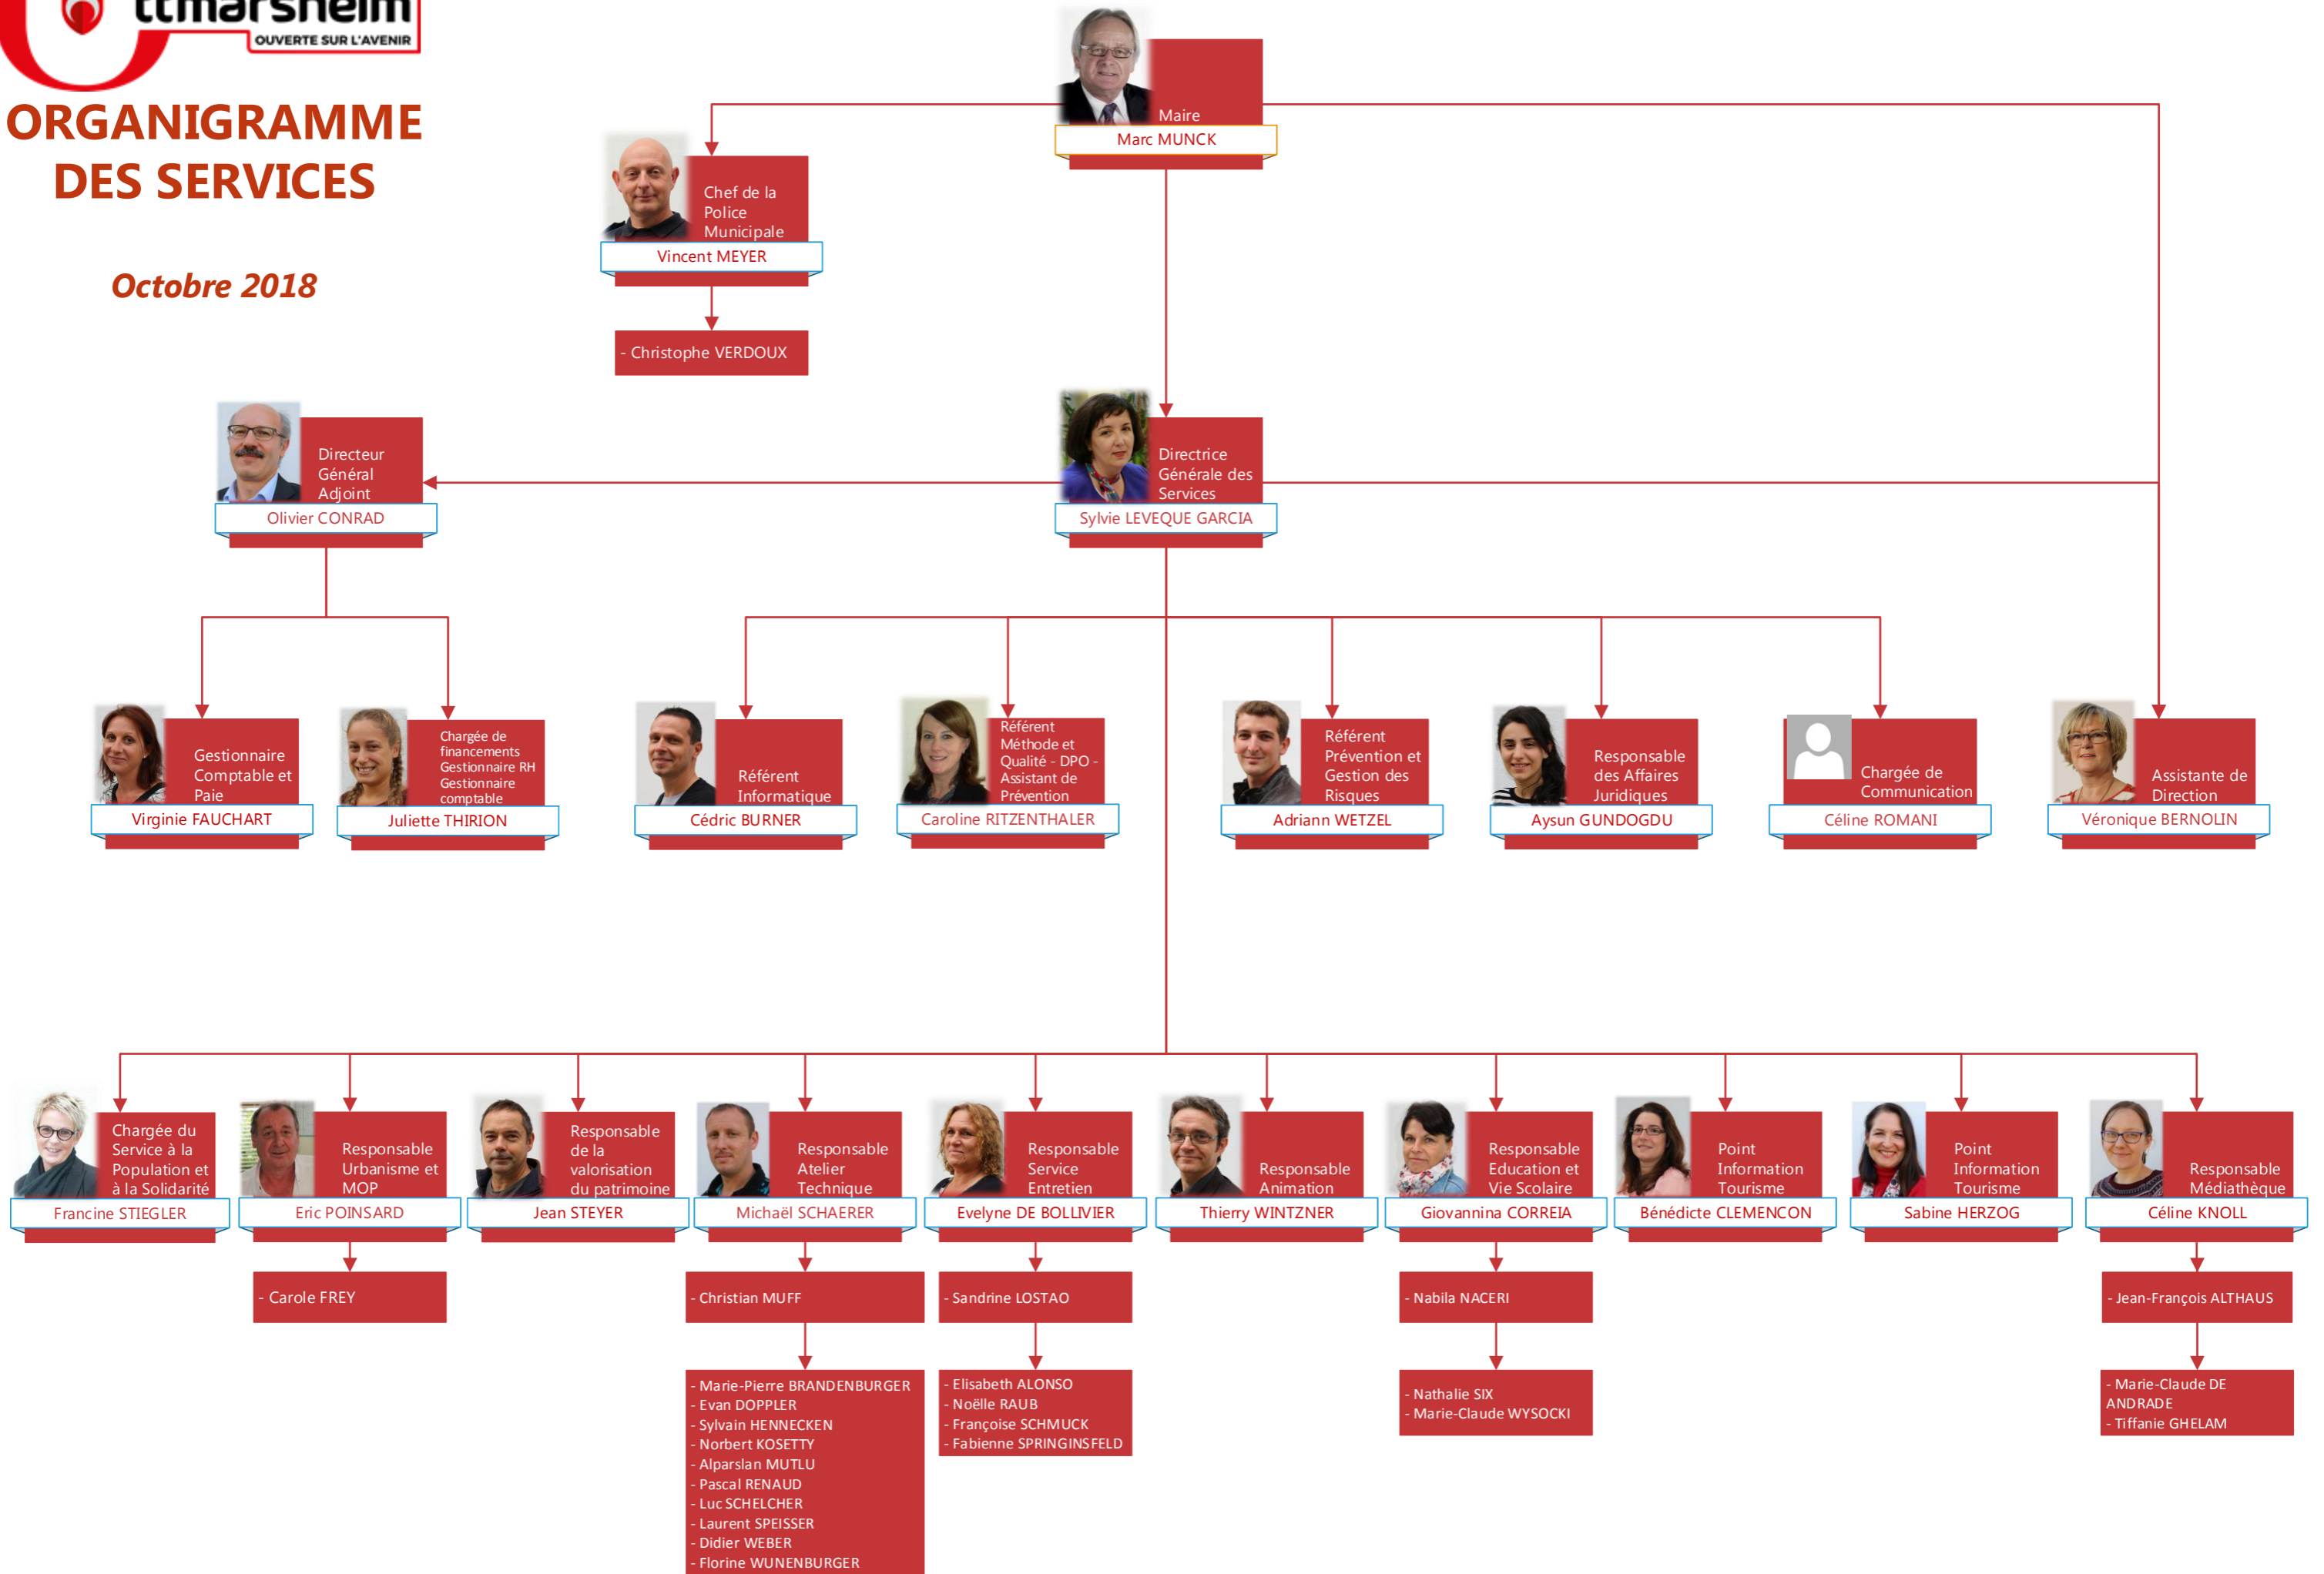 ttmarsheim
OUVERTE SUR L'AVENIR
ORGANIGRAMME
DES SERVICES
Octobre 2018
Maire
Marc MUNCK
Chef de la
Police
Municipale
Vincent MEYER
- Christophe VERDOUX
Directeur
Général
Adjoint
Olivier CONRAD
Directrice
Générale des
Services
Sylvie LEVEQUE GARCIA
Gestionnaire
Comptable et
Paie
Virginie FAUCHART
Chargée de
financements
Gestionnaire RH
Gestionnaire
comptable
Juliette THIRION
Référent
Informatique
Cédric BURNER
Référent
Méthode et
Qualité - DPO -
Assistant de
Prévention
Caroline RITZENTHALER
Référent
Prévention et
Gestion des
Risques
Adriann WETZEL
Responsable
des Affaires
Juridiques
Aysun GUNDOGDU
Chargée de
Communication
Céline ROMANI
Assistante de
Direction
Véronique BERNOLIN
Chargée du
Service à la
Population et
à la Solidarité
Francine STIEGLER
Responsable
Urbanisme et
MOP
Eric POINSARD
- Carole FREY
Responsable
de la
valorisation
du patrimoine
Jean STEYER
Responsable
Atelier
Technique
Michaël SCHAERER
- Christian MUFF
- Marie-Pierre BRANDENBURGER
- Evan DOPPLER
- Sylvain HENNECKEN
- Norbert KOSETTY
- Alparslan MUTLU
- Pascal RENAUD
- Luc SCHELCHER
- Laurent SPEISSER
- Didier WEBER
- Florine WUNENBURGER
Responsable
Service
Entretien
Evelyne DE BOLLIVIER
- Sandrine LOSTAO
- Elisabeth ALONSO
- Noëlle RAUB
- Françoise SCHMUCK
- Fabienne SPRINGINSFELD
Responsable
Animation
Thierry WINTZNER
Responsable
Education et
Vie Scolaire
Giovannina CORREIA
- Nabila NACERI
- Nathalie SIX
- Marie-Claude WYSOCKI
Point
Information
Tourisme
Bénédicte CLEMENCON
Point
Information
Tourisme
Sabine HERZOG
Responsable
Médiathèque
Céline KNOLL
- Jean-François ALTHAUS
- Marie-Claude DE
ANDRADE
- Tiffanie GHELAM